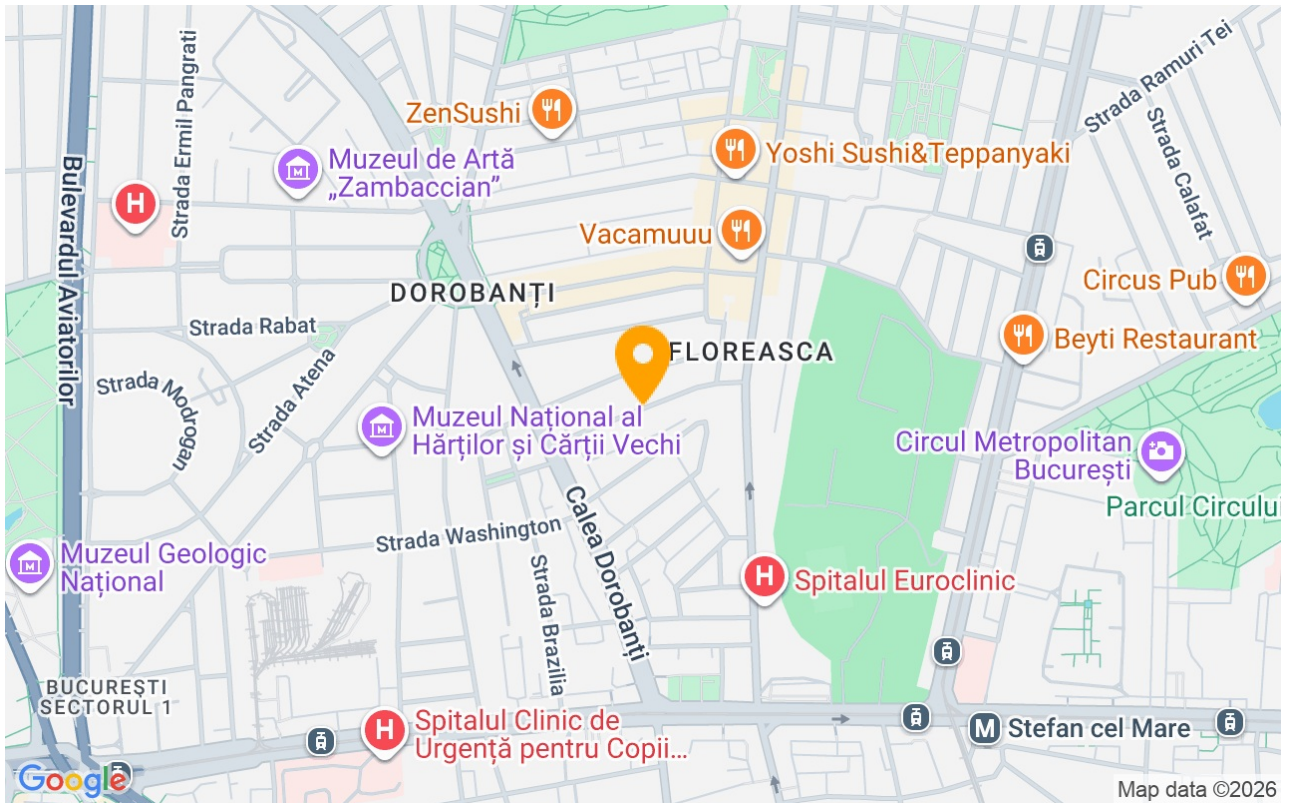 Strada Ermil Pangrati
Strada Ramuri Tei
ZenSushi
Strada Calafat
Muzeul de Artă
„Zambaccian”
Yoshi Sushi&Teppanyaki
H
Bulevardul Aviatorilor
Vacamuuu
Circus Pub
DOROBANȚI
Strada Rabat
Beyti Restaurant
FLOREASCA
Strada Atena
Strada Modrogan
Muzeul Național al
Hărților și Cărții Vechi
Circul Metropolitan
București
Parcul Circului
Calea Dorobanți
Strada Washington
Muzeul Geologic
Național
Strada Brazilia
H
Spitalul Euroclinic
BUCUREȘTI
SECTORUL 1
H
Spitalul Clinic de
Urgență pentru Copii...
M
Stefan cel Mare
Google
Map data ©2026